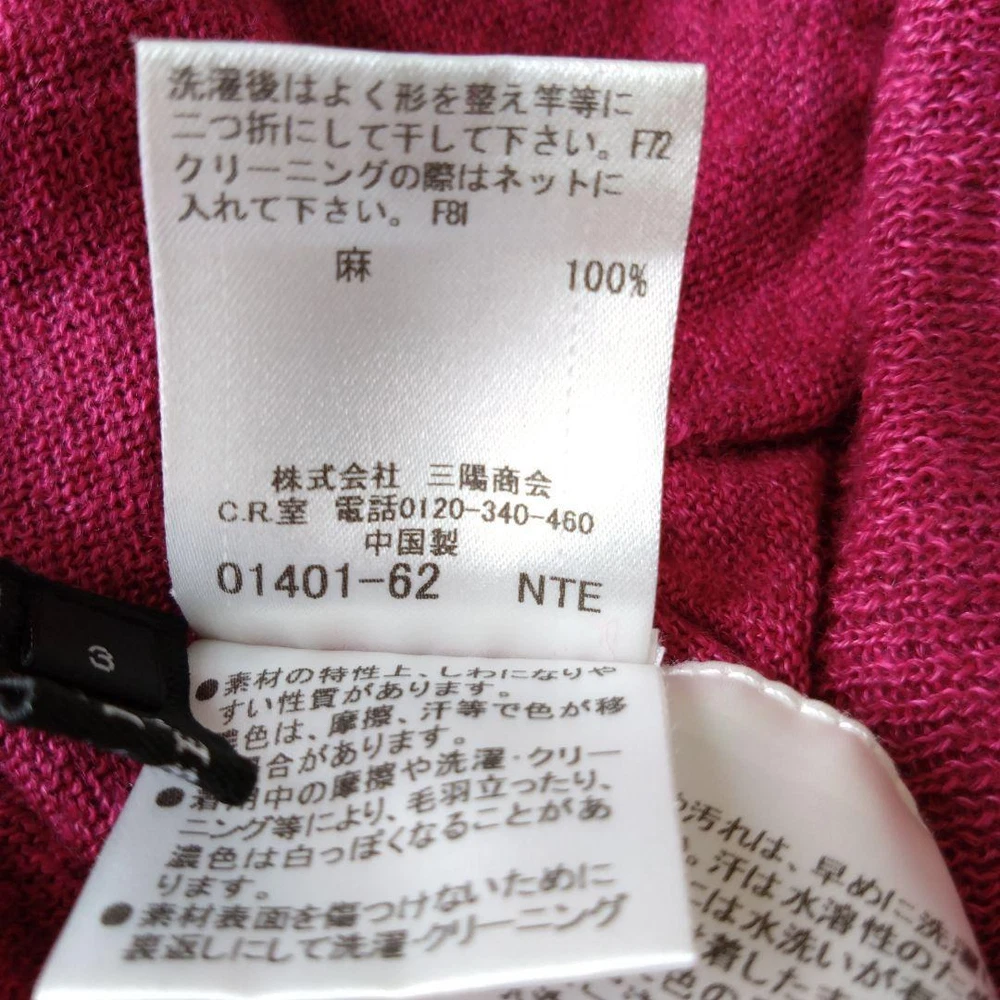 洗濯後はよく形を整え竿等に
二つ折にして干して下さい。F72
クリーニングの際はネットに
入れて下さい。F81
麻 100%
株式会社 三陽商会
C.R.室 電話0120-340-460
中国製
01401-62 NTE
3
●素材の特性上、しわになりや
すい性質があります。
濃色は、摩擦、汗等で色が移
場合があります。
●着用中の摩擦や洗濯・クリー
ニング等により、毛羽立ったり、
濃色は白っぽくなることがあ
ります。
●素材表面を傷つけないために
裏返しにして洗濯・クリーニング
汚れは、早めに洗濯
。汗は水溶性のた
は水洗いが有
着した
色の